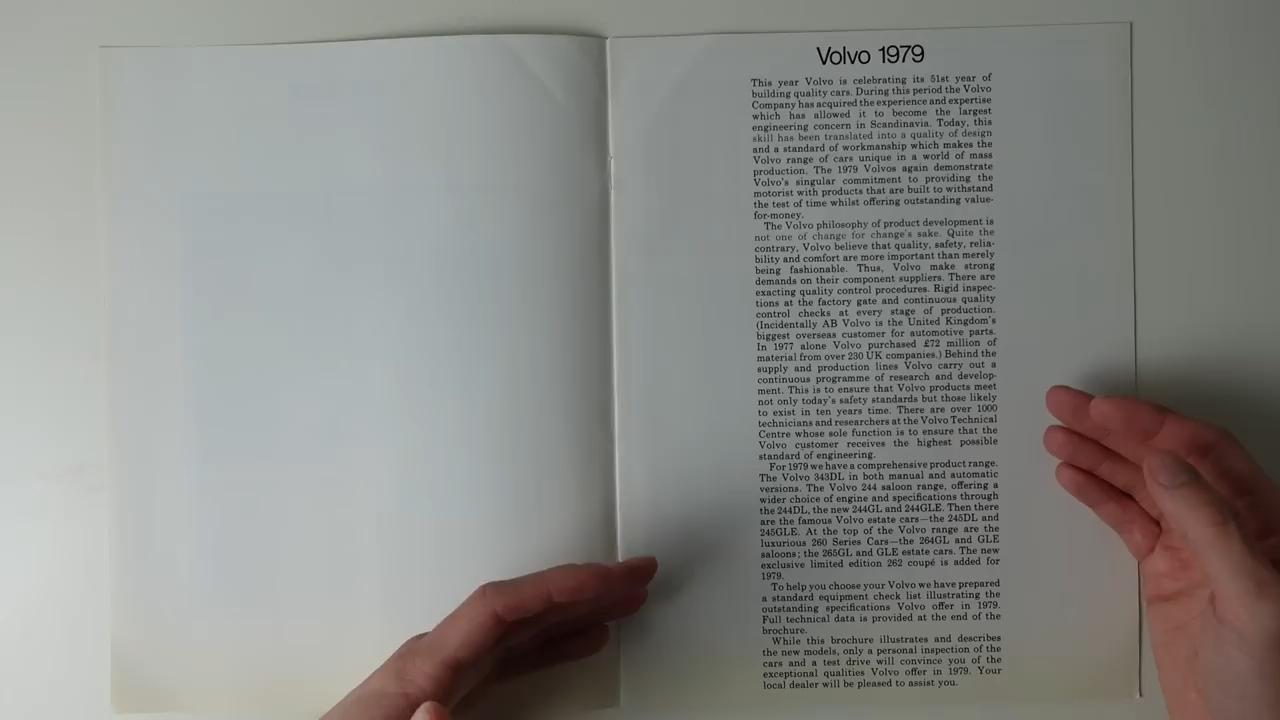 Volvo 1979
This year Volvo is celebrating its 51st year of
building quality cars. During this period the Volvo
Company has acquired the experience and expertise
which has allowed it to become the largest
engineering concern in Scandinavia. Today, this
skill has been translated into a quality of design
and a standard of workmanship which makes the
Volvo range of cars unique in a world of mass
production. The 1979 Volvos again demonstrate
Volvo's singular commitment to providing the
motorist with products that are built to withstand
the test of time whilst offering outstanding value-
for-money.
The Volvo philosophy of product development is
not one of change for change's sake. Quite the
contrary, Volvo believe that quality, safety, relia-
bility and comfort are more important than merely
being fashionable. Thus, Volvo make strong
demands on their component suppliers. There are
exacting quality control procedures. Rigid inspec-
tions at the factory gate and continuous quality
control checks at every stage of production.
(Incidentally AB Volvo is the United Kingdom's
biggest overseas customer for automotive parts.
In 1977 alone Volvo purchased £72 million of
material from over 230 UK companies.) Behind the
supply and production lines Volvo carry out a
continuous programme of research and develop-
ment. This is to ensure that Volvo products meet
not only today's safety standards but those likely
to exist in ten years time. There are over 1000
technicians and researchers at the Volvo Technical
Centre whose sole function is to ensure that the
Volvo customer receives the highest possible
standard of engineering.
For 1979 we have a comprehensive product range.
The Volvo 343DL in both manual and automatic
versions. The Volvo 244 saloon range, offering a
wider choice of engine and specifications through
the 244DL, the new 244GL and 244GLE. Then there
are the famous Volvo estate cars—the 245DL and
245GLE. At the top of the Volvo range are the
luxurious 260 Series Cars—the 264GL and GLE
saloons; the 265GL and GLE estate cars. The new
exclusive limited edition 262 coupé is added for
1979.
To help you choose your Volvo we have prepared
a standard equipment check list illustrating the
outstanding specifications Volvo offer in 1979.
Full technical data is provided at the end of the
brochure.
While this brochure illustrates and describes
the new models, only a personal inspection of the
cars and a test drive will convince you of the
exceptional qualities Volvo offer in 1979. Your
local dealer will be pleased to assist you.